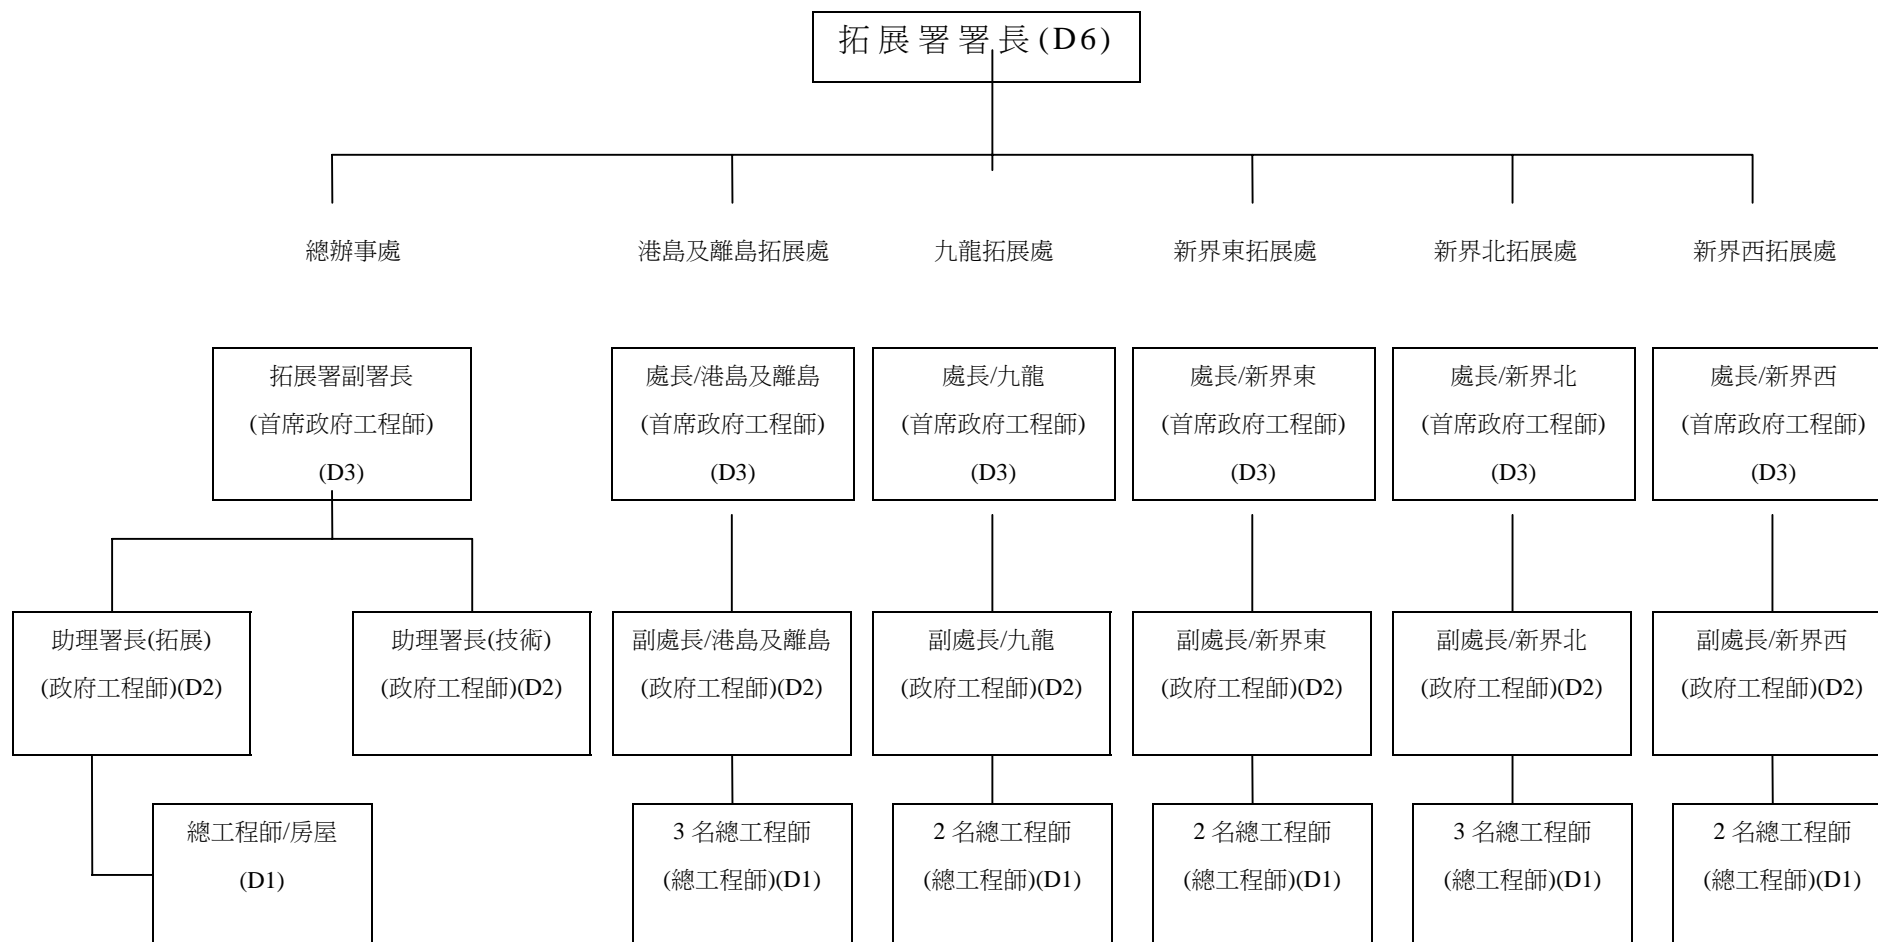 拓展署署長(D6)
總辦事處
港島及離島拓展處
九龍拓展處
新界東拓展處
新界北拓展處
新界西拓展處
拓展署副署長
(首席政府工程師)
(D3)
處長/港島及離島
(首席政府工程師)
(D3)
處長/九龍
(首席政府工程師)
(D3)
處長/新界東
(首席政府工程師)
(D3)
處長/新界北
(首席政府工程師)
(D3)
處長/新界西
(首席政府工程師)
(D3)
助理署長(拓展)
(政府工程師)(D2)
助理署長(技術)
(政府工程師)(D2)
副處長/港島及離島
(政府工程師)(D2)
副處長/九龍
(政府工程師)(D2)
副處長/新界東
(政府工程師)(D2)
副處長/新界北
(政府工程師)(D2)
副處長/新界西
(政府工程師)(D2)
總工程師/房屋
(D1)
3 名總工程師
(總工程師)(D1)
2 名總工程師
(總工程師)(D1)
2 名總工程師
(總工程師)(D1)
3 名總工程師
(總工程師)(D1)
2 名總工程師
(總工程師)(D1)